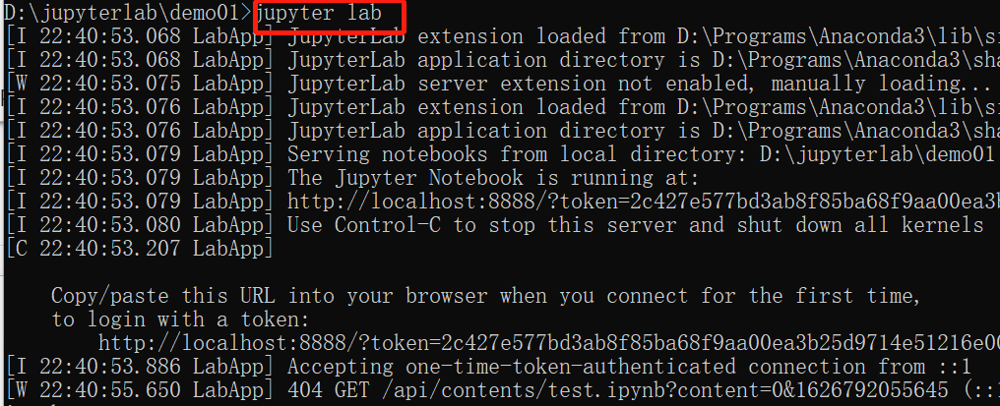 D:\jupyterlab\demo01>jupyter lab
[I 22:40:53.068 LabApp] JupyterLab extension loaded from D:\Programs\Anaconda3\lib\si
[I 22:40:53.068 LabApp] JupyterLab application directory is D:\Programs\Anaconda3\sha
[W 22:40:53.075 LabApp] JupyterLab server extension not enabled, manually loading...
[I 22:40:53.076 LabApp] JupyterLab extension loaded from D:\Programs\Anaconda3\lib\si
[I 22:40:53.076 LabApp] JupyterLab application directory is D:\Programs\Anaconda3\sha
[I 22:40:53.079 LabApp] Serving notebooks from local directory: D:\jupyterlab\demo01
[I 22:40:53.079 LabApp] The Jupyter Notebook is running at:
[I 22:40:53.079 LabApp] http://localhost:8888/?token=2c427e577bd3ab8f85ba68f9aa00ea3b
[I 22:40:53.080 LabApp] Use Control-C to stop this server and shut down all kernels
[C 22:40:53.207 LabApp]
Copy/paste this URL into your browser when you connect for the first time,
to login with a token:
http://localhost:8888/?token=2c427e577bd3ab8f85ba68f9aa00ea3b25d9714e51216e00
[I 22:40:53.886 LabApp] Accepting one-time-token-authenticated connection from ::1
[W 22:40:55.650 LabApp] 404 GET /api/contents/test.ipynb?content=0&1626792055645 (::